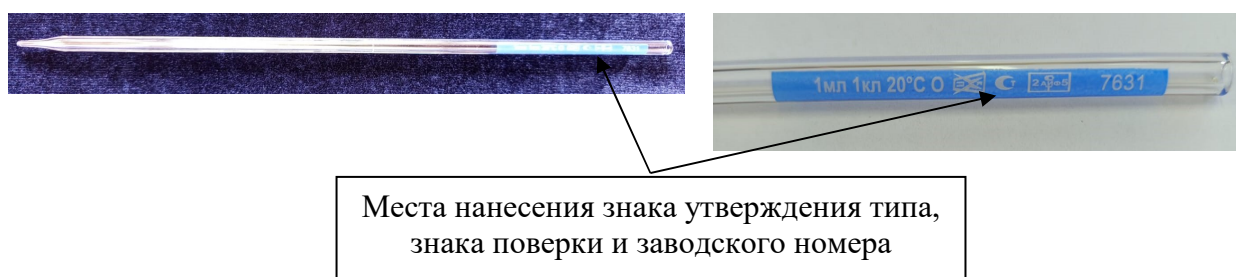 1мл 1кл 20°C О
7631
Места нанесения знака утверждения типа,
знака поверки и заводского номера